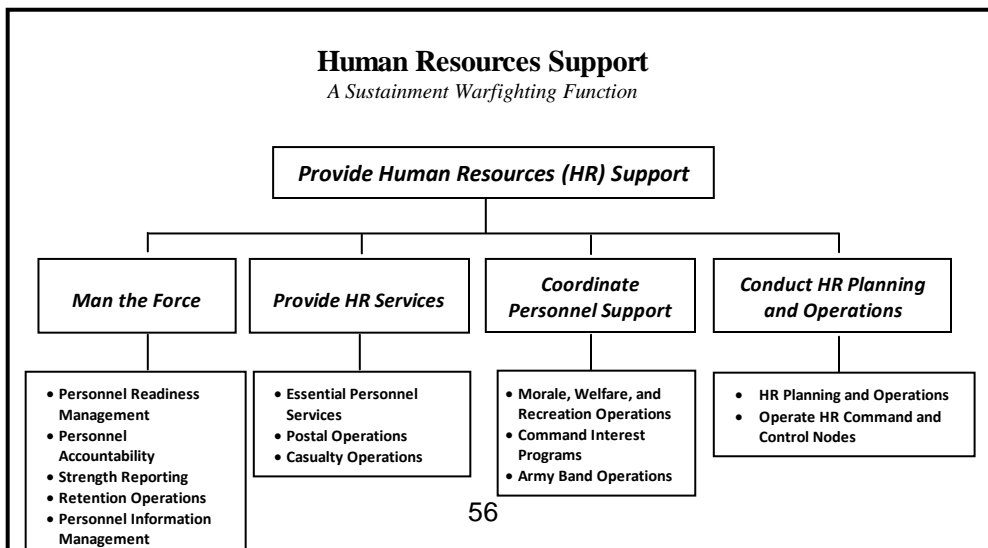 Human Resources Support
A Sustainment Warfighting Function
Provide Human Resources (HR) Support
Man the Force
Provide HR Services
Coordinate
Personnel Support
Conduct HR Planning
and Operations
• Personnel Readiness
Management
• Personnel
Accountability
• Strength Reporting
• Retention Operations
• Personnel Information
Management
• Essential Personnel
Services
• Postal Operations
• Casualty Operations
• Morale, Welfare, and
Recreation Operations
• Command Interest
Programs
• Army Band Operations
• HR Planning and Operations
• Operate HR Command and
Control Nodes
56